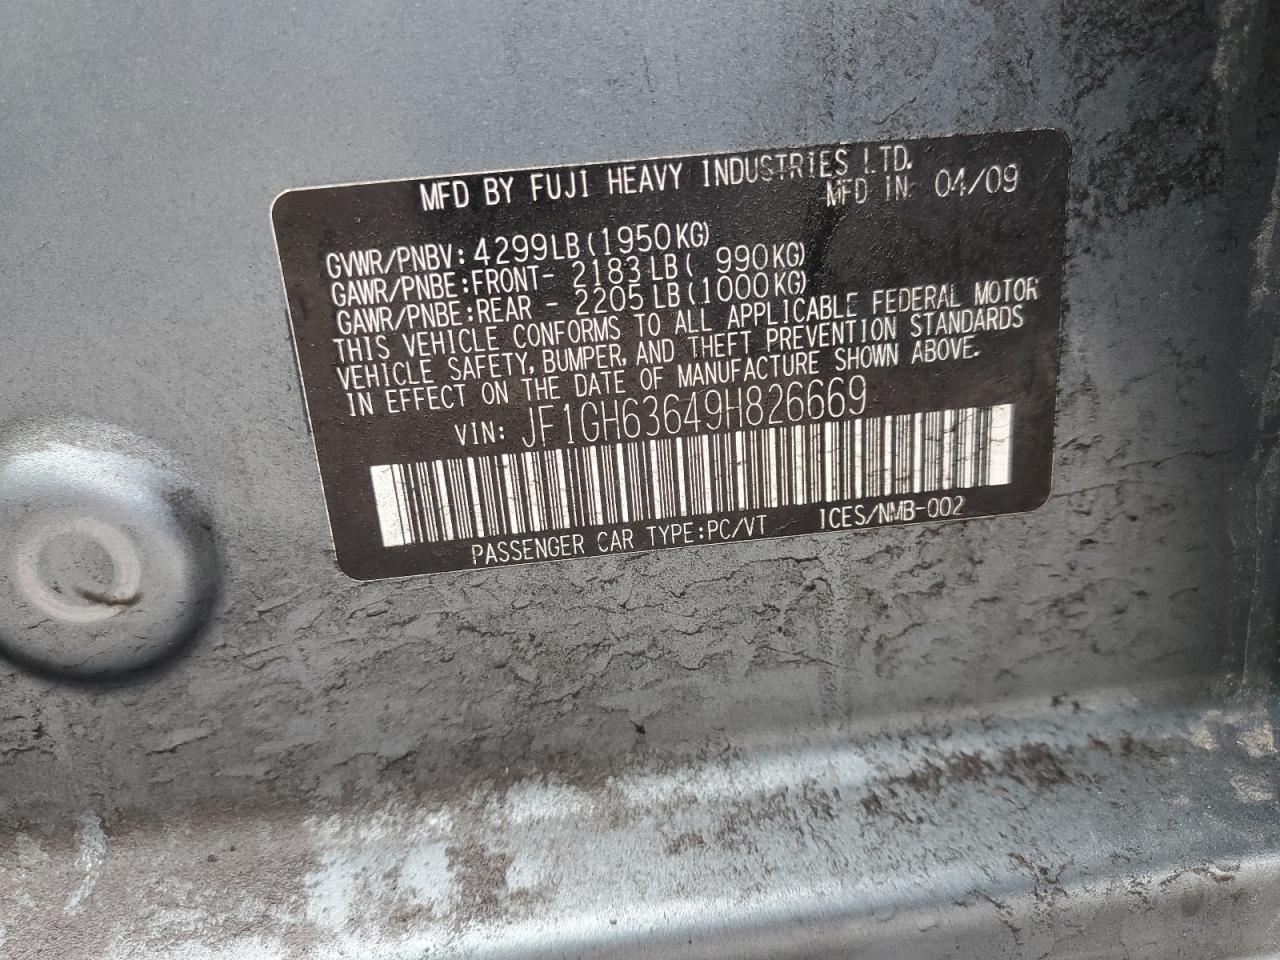 MFD BY FUJI HEAVY INDUSTRIES LTD.
MFD IN: 04/09
GVWR/PNBV: 4299LB(1950KG)
GAWR/PNBE:FRONT- 2183LB( 990KG)
GAWR/PNBE:REAR - 2205LB(1000KG)
THIS VEHICLE CONFORMS TO ALL APPLICABLE FEDERAL MOTOR
VEHICLE SAFETY, BUMPER, AND THEFT PREVENTION STANDARDS
IN EFFECT ON THE DATE OF MANUFACTURE SHOWN ABOVE.
VIN: JF1GH63649H826669
PASSENGER CAR TYPE:PC/VT ICES/NMB-002